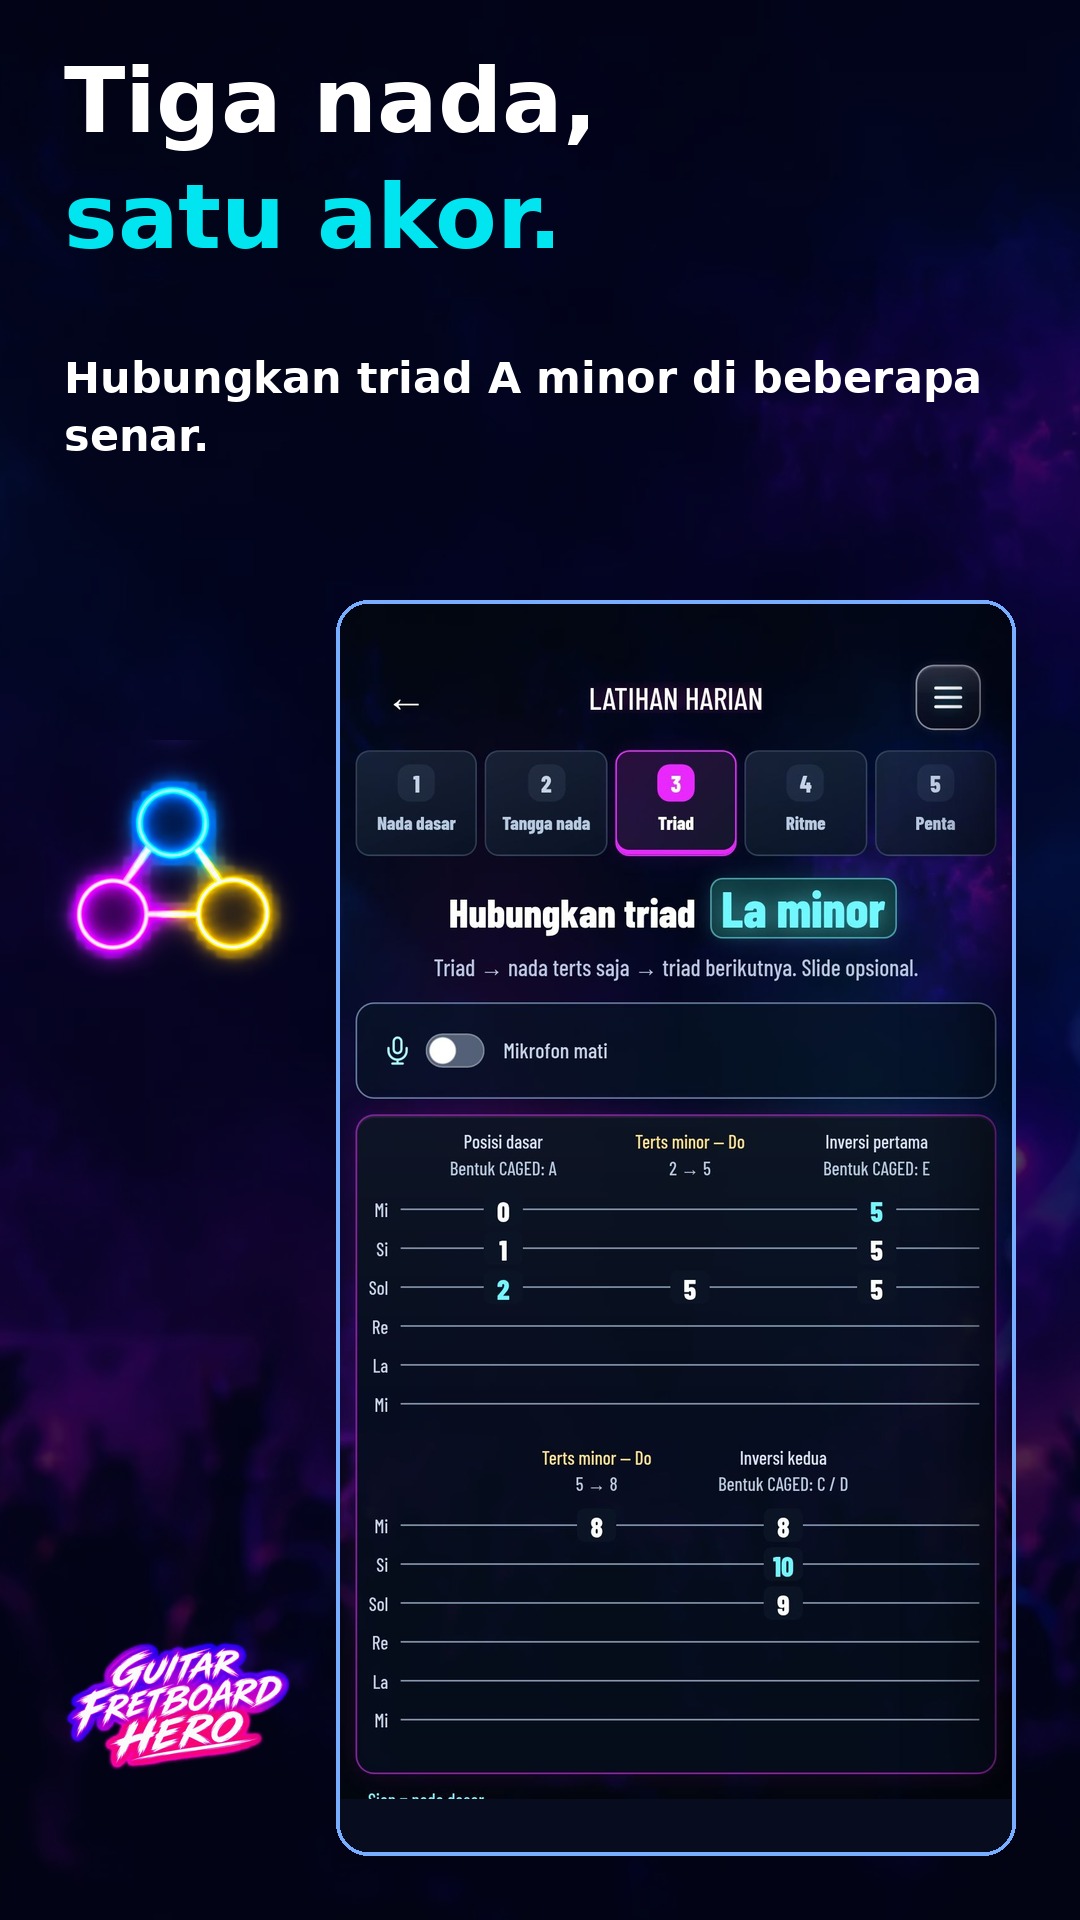 Tiga nada,
satu akor.
Hubungkan triad A minor di beberapa
senar.
← LATIHAN HARIAN
1 2 3 4 5
Nada dasar Tangga nada Triad Ritme Penta
Hubungkan triad La minor
Triad → nada terts saja → triad berikutnya. Slide opsional.
Mikrofon mati
Posisi dasar Terts minor – Do Inversi pertama
Bentuk CAGED: A 2 → 5 Bentuk CAGED: E
Mi 0 5
Si 1 5
Sol 2 5 5
Re
La
Mi
Terts minor – Do Inversi kedua
5 → 8 Bentuk CAGED: C / D
Mi 8 8
Si 10
Sol 9
Re
La
Mi
GUITAR
FRETBOARD
HERO